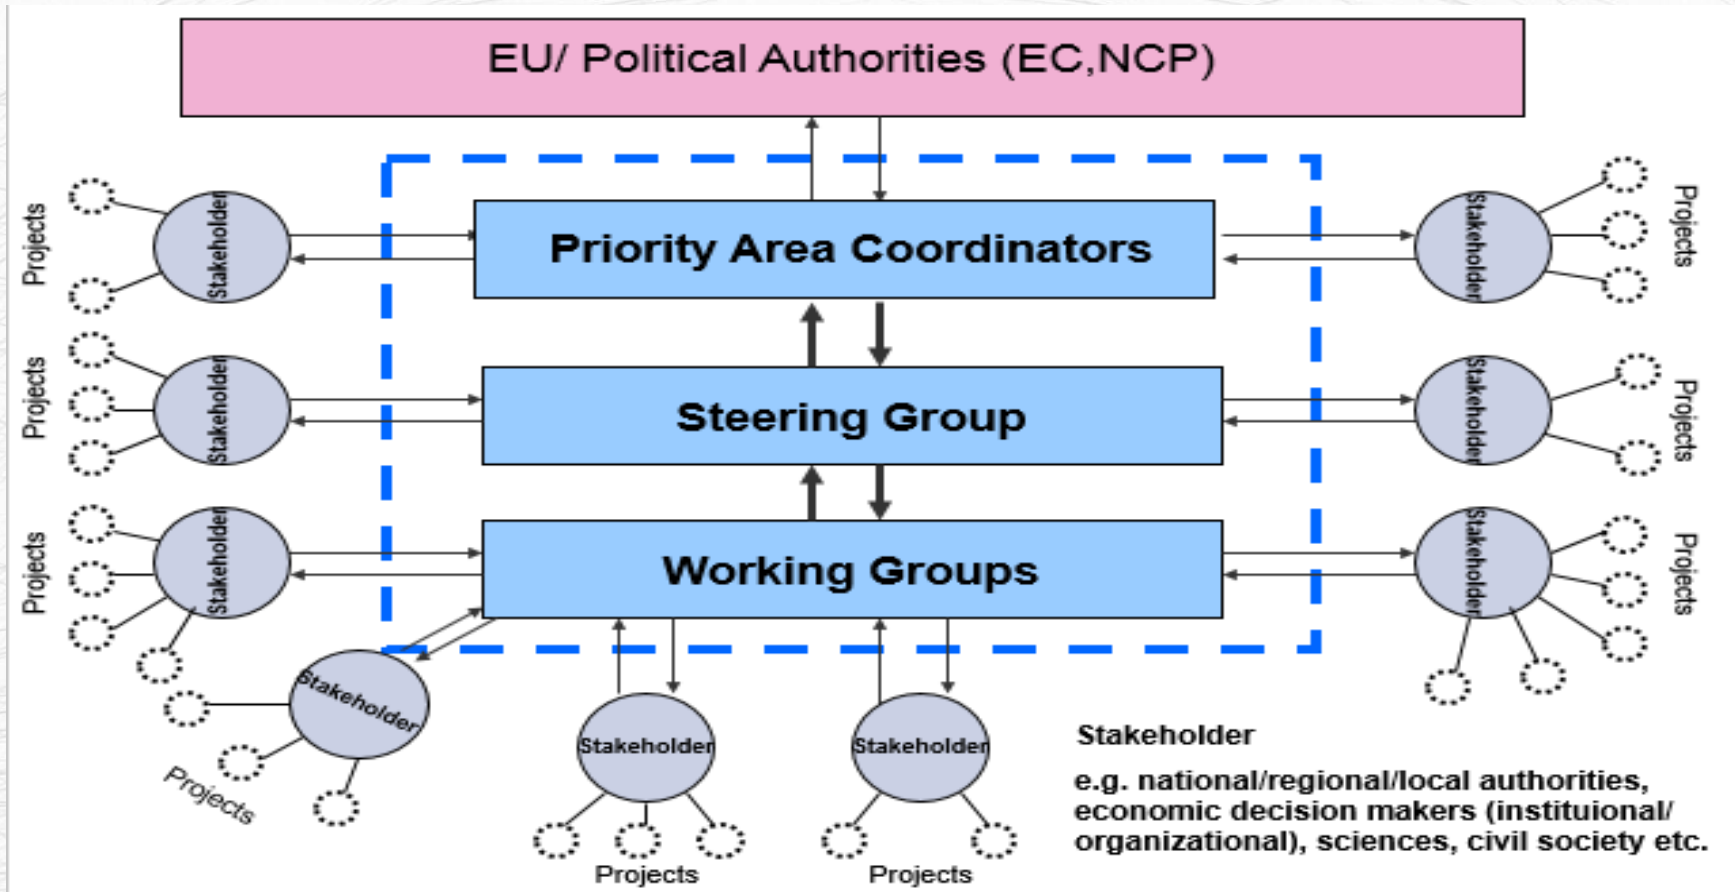 EU/ Political Authorities (EC,NCP)
Projects
Stakeholder
Priority Area Coordinators
Stakeholder
Projects
Projects
Stakeholder
Steering Group
Stakeholder
Projects
Projects
Stakeholder
Working Groups
Stakeholder
Projects
Stakeholder
Projects
Stakeholder
Projects
Stakeholder
Projects
Stakeholder
e.g. national/regional/local authorities,
economic decision makers (instituional/
organizational), sciences, civil society etc.